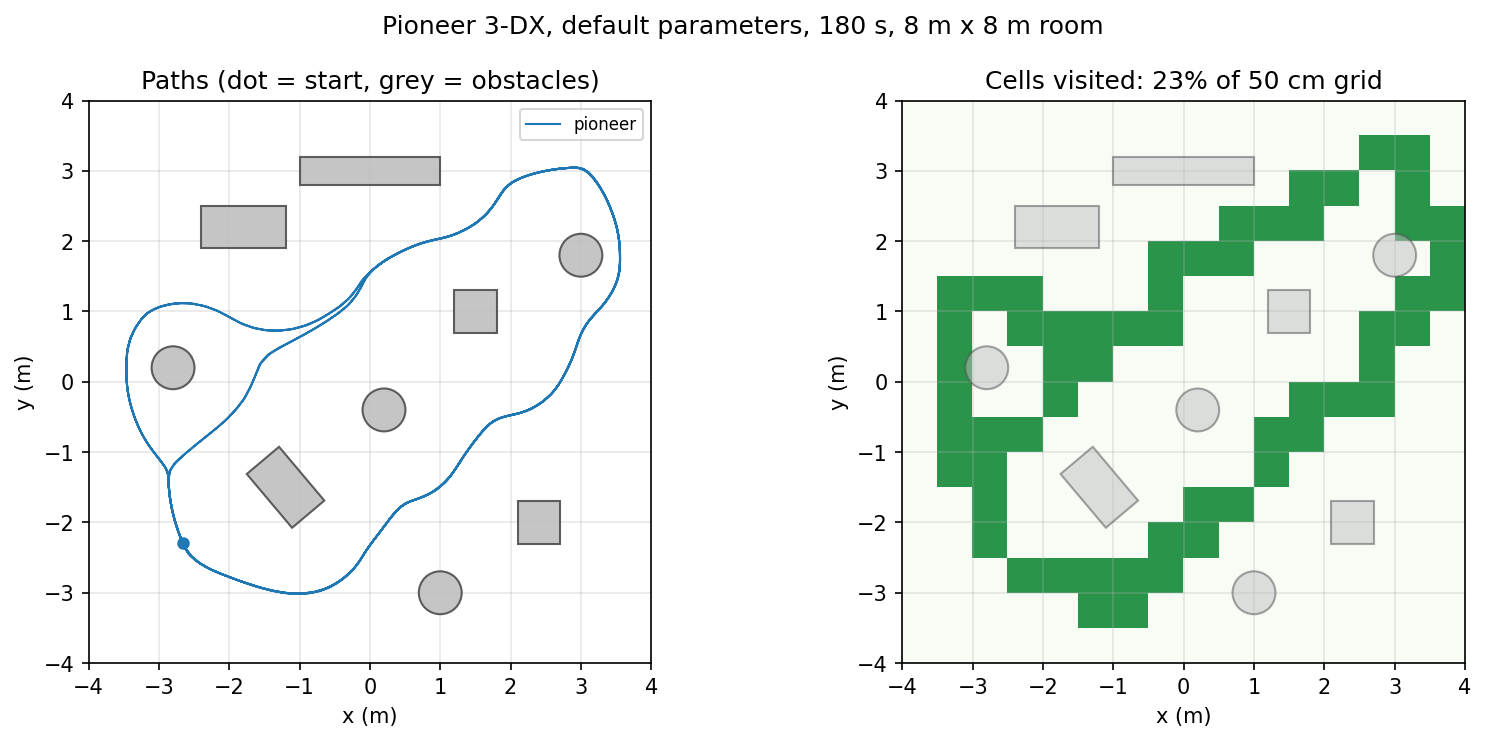 Pioneer 3-DX, default parameters, 180 s, 8 m x 8 m room
Paths (dot = start, grey = obstacles)
pioneer
4
3
2
1
0
−1
−2
−3
−4
y (m)
−4 −3 −2 −1 0 1 2 3 4
x (m)
Cells visited: 23% of 50 cm grid
4
3
2
1
0
−1
−2
−3
−4
y (m)
−4 −3 −2 −1 0 1 2 3 4
x (m)